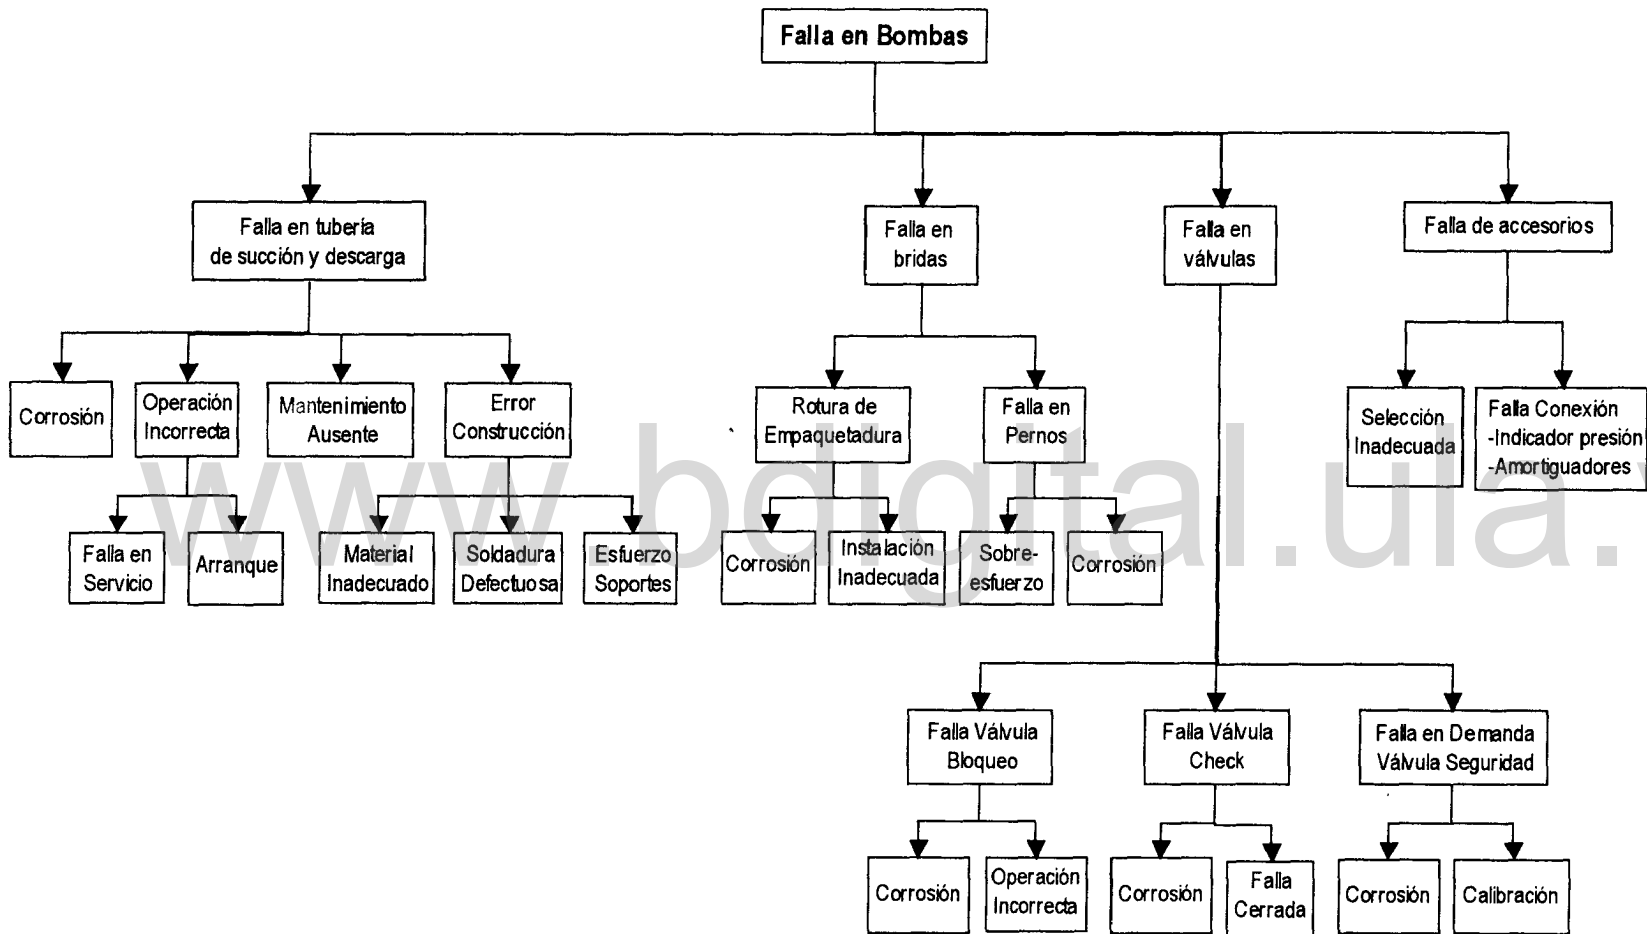 Falla en Bombas
Falla en tubería
de succión y descarga
Falla en
bridas
Falla en
válvulas
Falla de accesorios
Corrosión
Operación
Incorrecta
Mantenimiento
Ausente
Error
Construcción
Rotura de
Empaquetadura
Falla en
Pernos
Selección
Inadecuada
Falla Conexión
-Indicador presión
-Amortiguadores
www.bdigital.ula.
Falla en
Servicio
Arranque
Material
Inadecuado
Soldadura
Defectuosa
Esfuerzo
Soportes
Corrosión
Instalación
Inadecuada
Sobre-
esfuerzo
Corrosión
Falla Válvula
Bloqueo
Falla Válvula
Check
Falla en Demanda
Válvula Seguridad
Corrosión
Operación
Incorrecta
Corrosión
Falla
Cerrada
Corrosión
Calibración